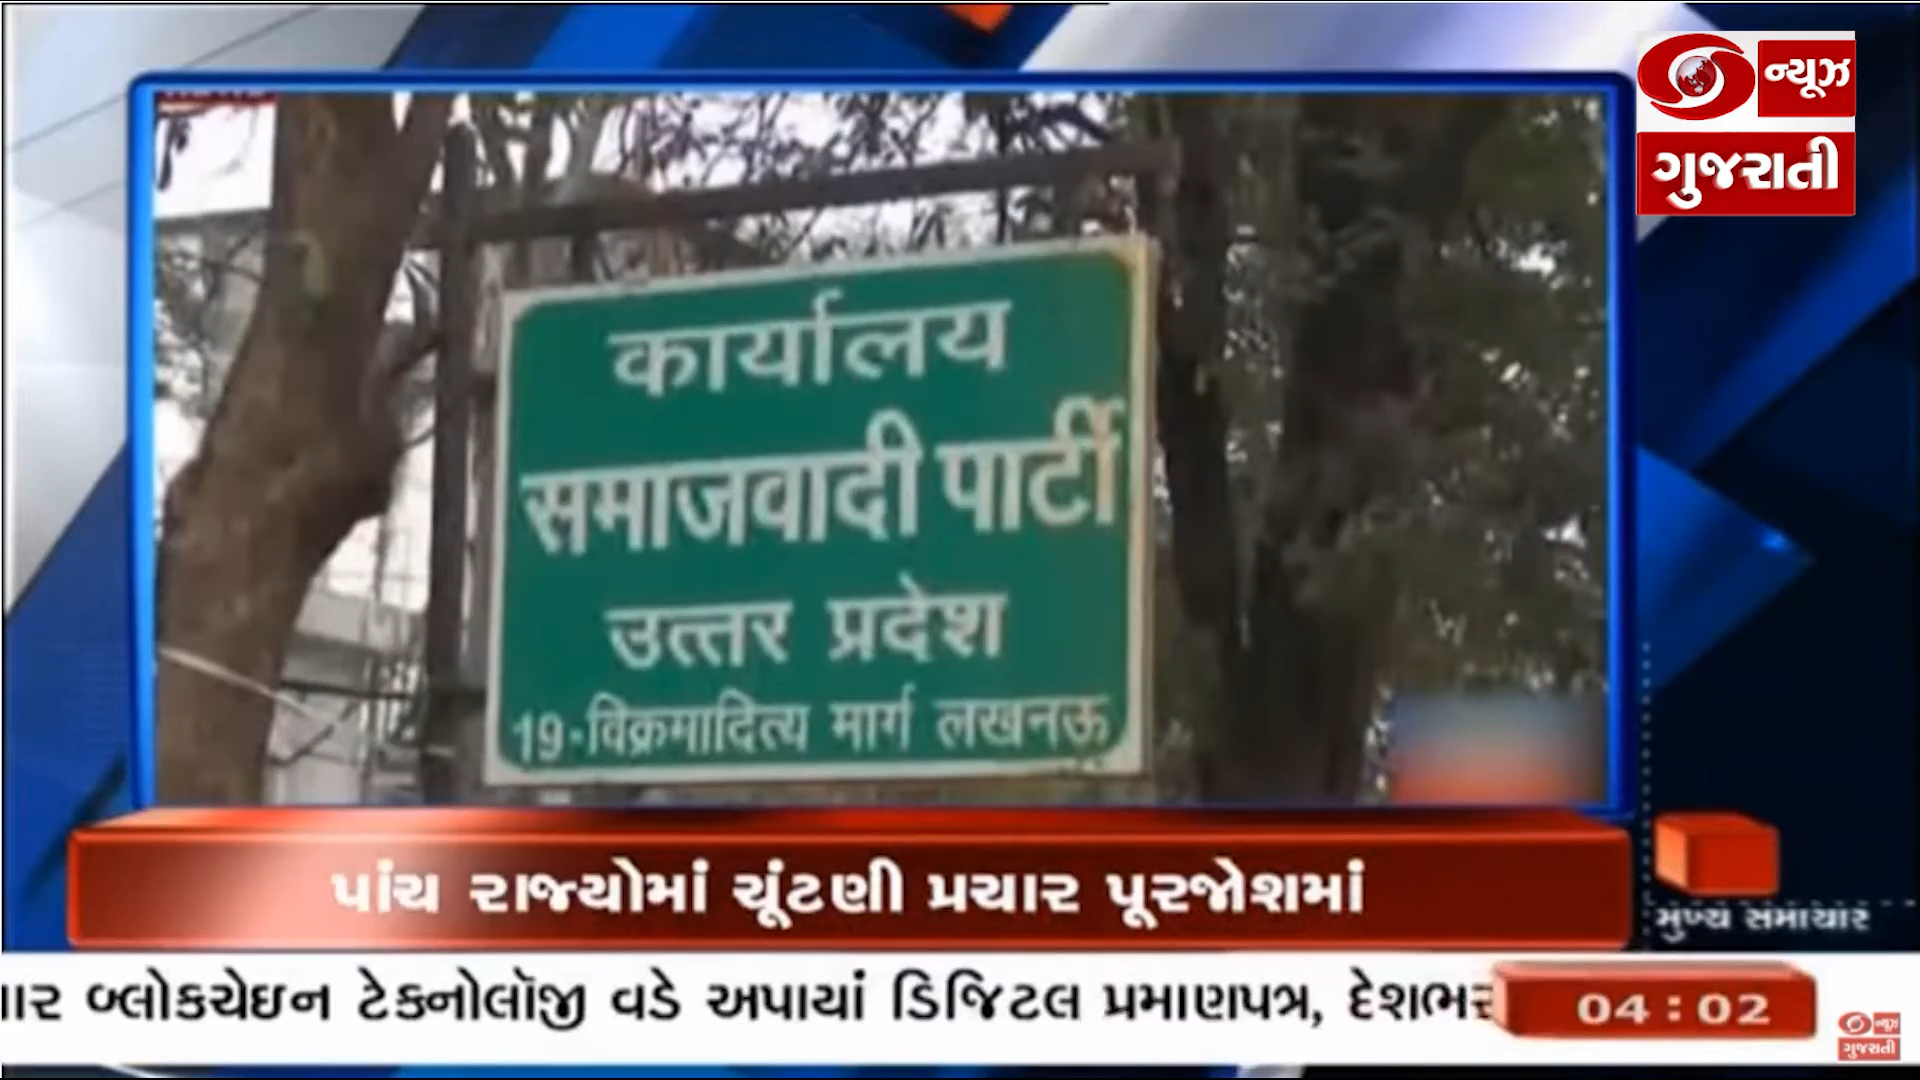 ન્યૂઝ
ગુજરાતી
कार्यालय
समाजवादी पार्टी
उत्तर प्रदेश
19-विक्रमादित्य मार्ग लखनऊ
પાંચ રાજ્યોમાં ચૂંટણી પ્રચાર પૂરજોશમાં
મુખ્ય સમાચાર
બ્લોકચેઇન ટેકનોલૉજી વડે અપાયાં ડિજિટલ પ્રમાણપત્ર,
04 : 02
ન્યૂઝ
ગુજરાતી